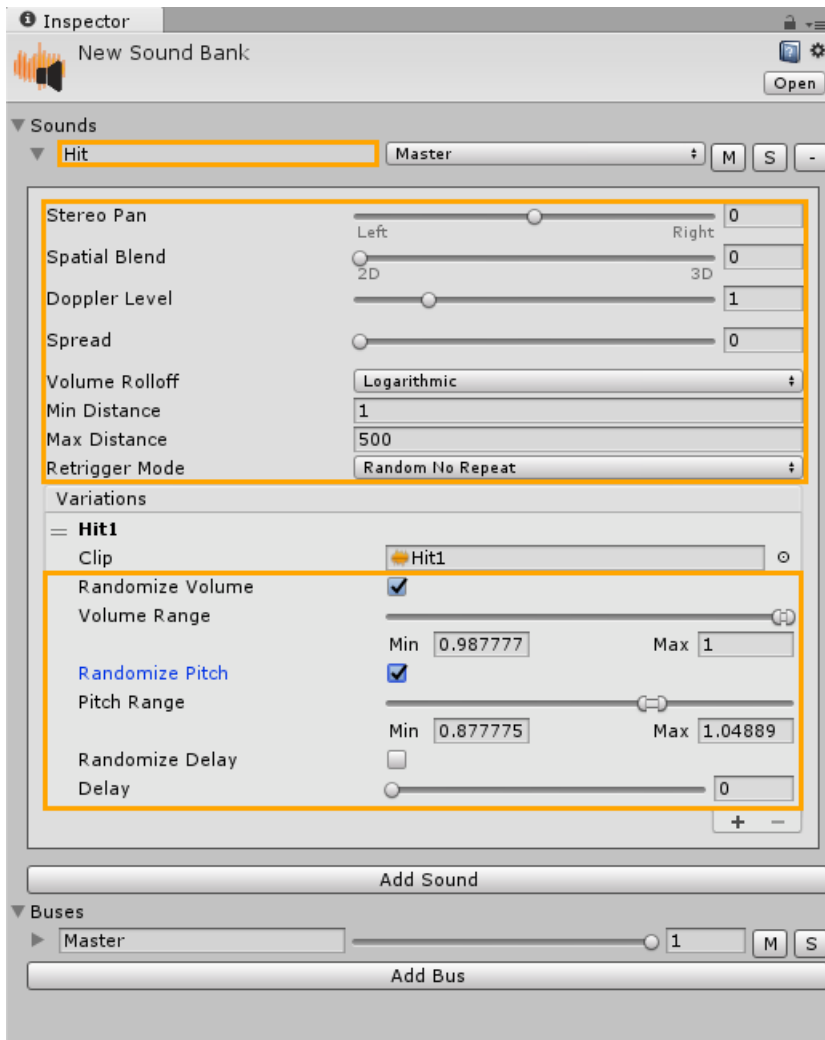 Inspector
New Sound Bank
Open
Sounds
Hit Master M S -
Stereo Pan 0
Left Right
Spatial Blend 0
2D 3D
Doppler Level 1
Spread 0
Volume Rolloff Logarithmic
Min Distance 1
Max Distance 500
Retrigger Mode Random No Repeat
Variations
Hit1
Clip Hit1
Randomize Volume
Volume Range
Min 0.987777 Max 1
Randomize Pitch
Pitch Range
Min 0.877775 Max 1.04889
Randomize Delay
Delay 0
+ −
Add Sound
Buses
Master 1 M S
Add Bus